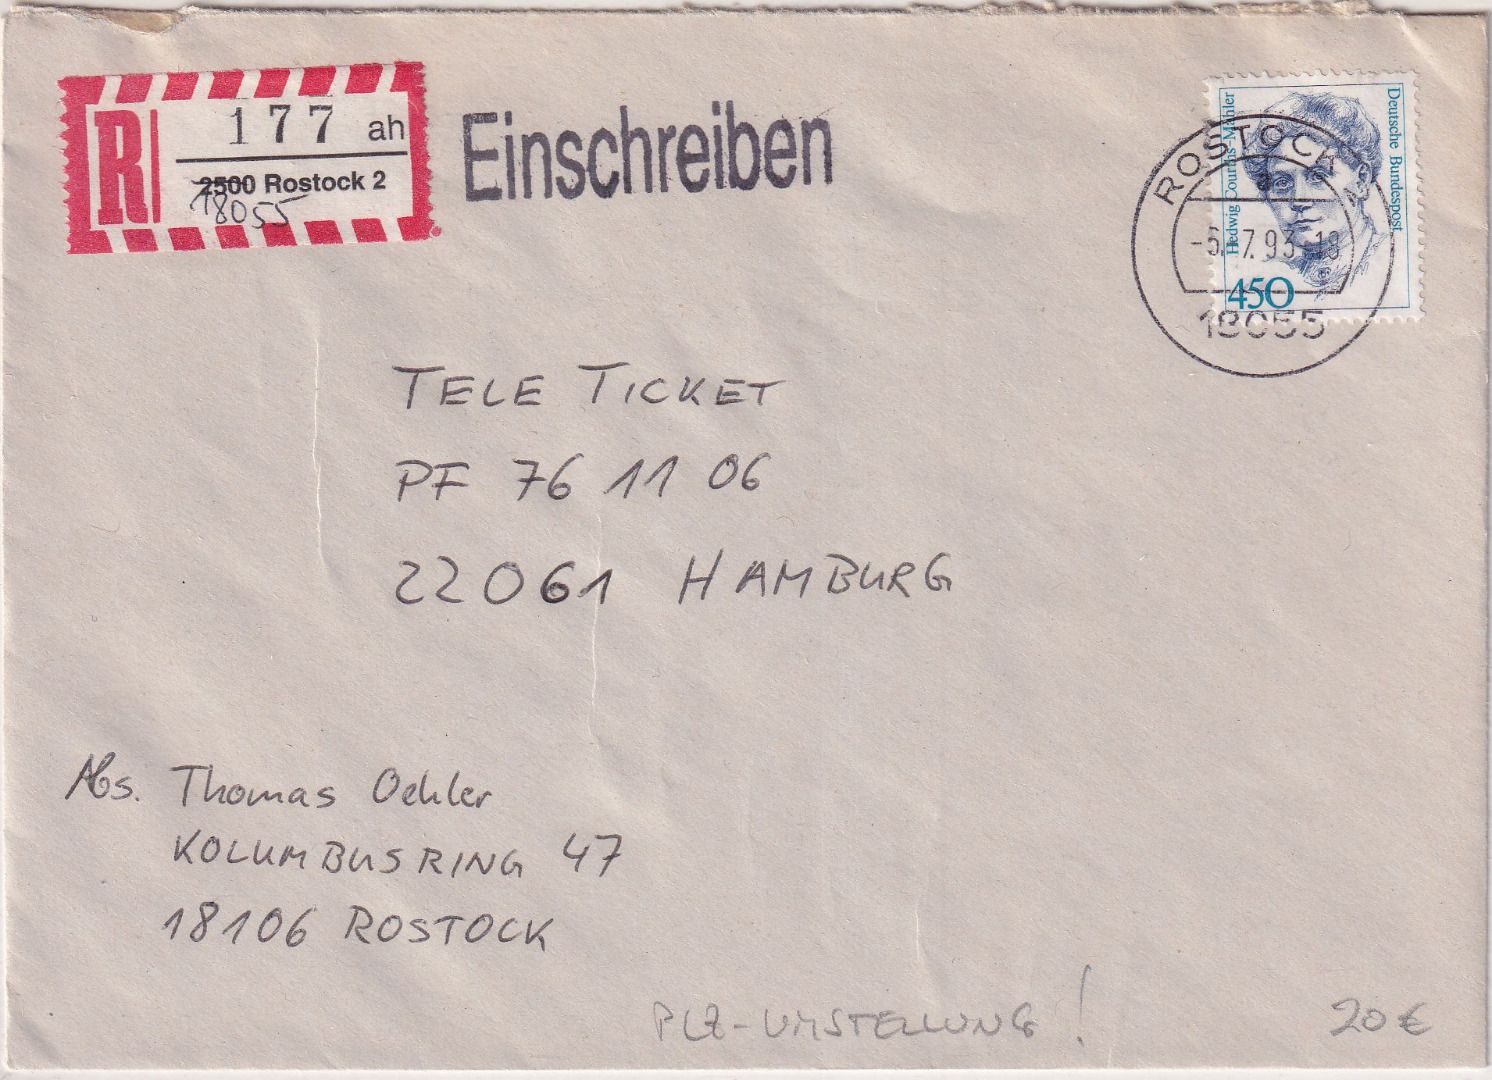 R
177 ah
2500 Rostock 2
18055
Einschreiben
Hedwig Courths-Mahler
Deutsche Bundespost
450
ROSTOCK
-6.-7.93-18
18055
TELE TICKET
PF 76 11 06
22061 HAMBURG
Abs. Thomas Oehler
KOLUMBUSRING 47
18106 ROSTOCK
PLZ-UMSTELLUNG!
20€